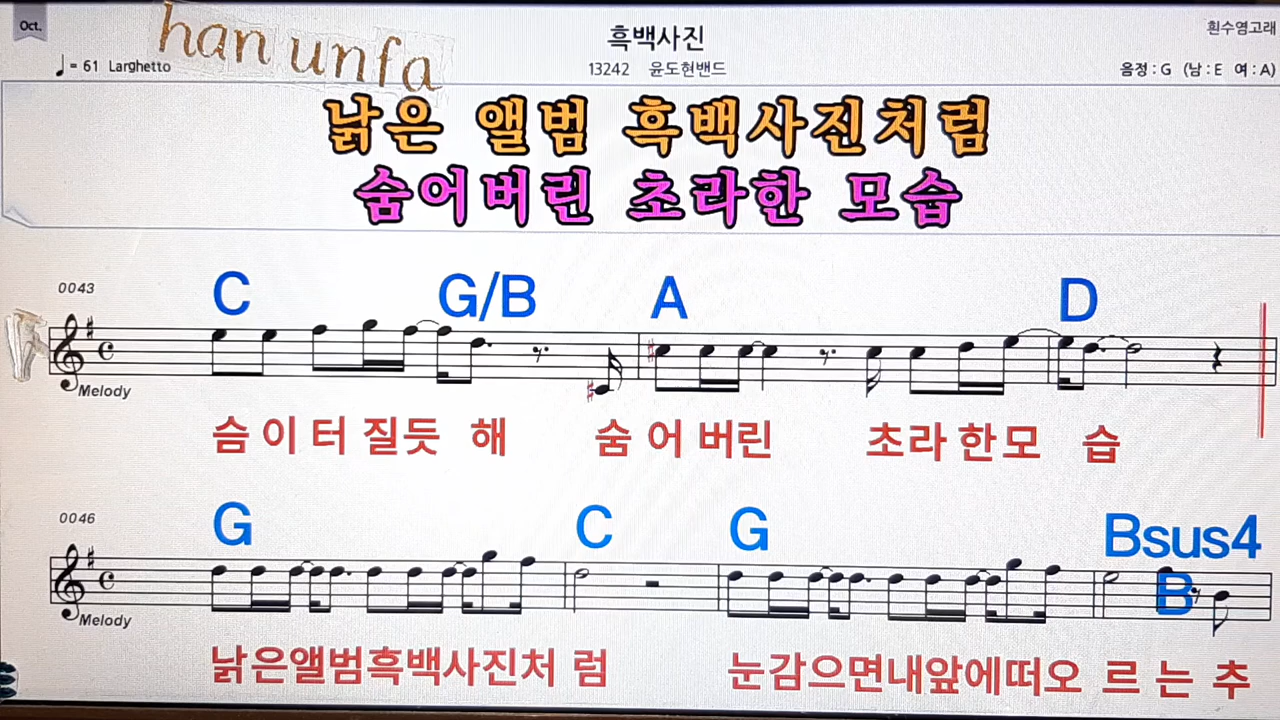 Oct.
han unfa
흑백사진
흰수영고래
♩= 61 Larghetto
13242 윤도현밴드
음정 : G (남 : E 여 : A)
낡은 앨범 흑백사진처럼
숨어버린 초라한 모습
0043
C G/B A D
Melody
슴 이 터 질듯 해 숨 어 버린 초라 한모 습
0046
G C G Bsus4
B
Melody
낡은앨범흑백사진처 럼 눈감으면내앞에떠오 르 는 추